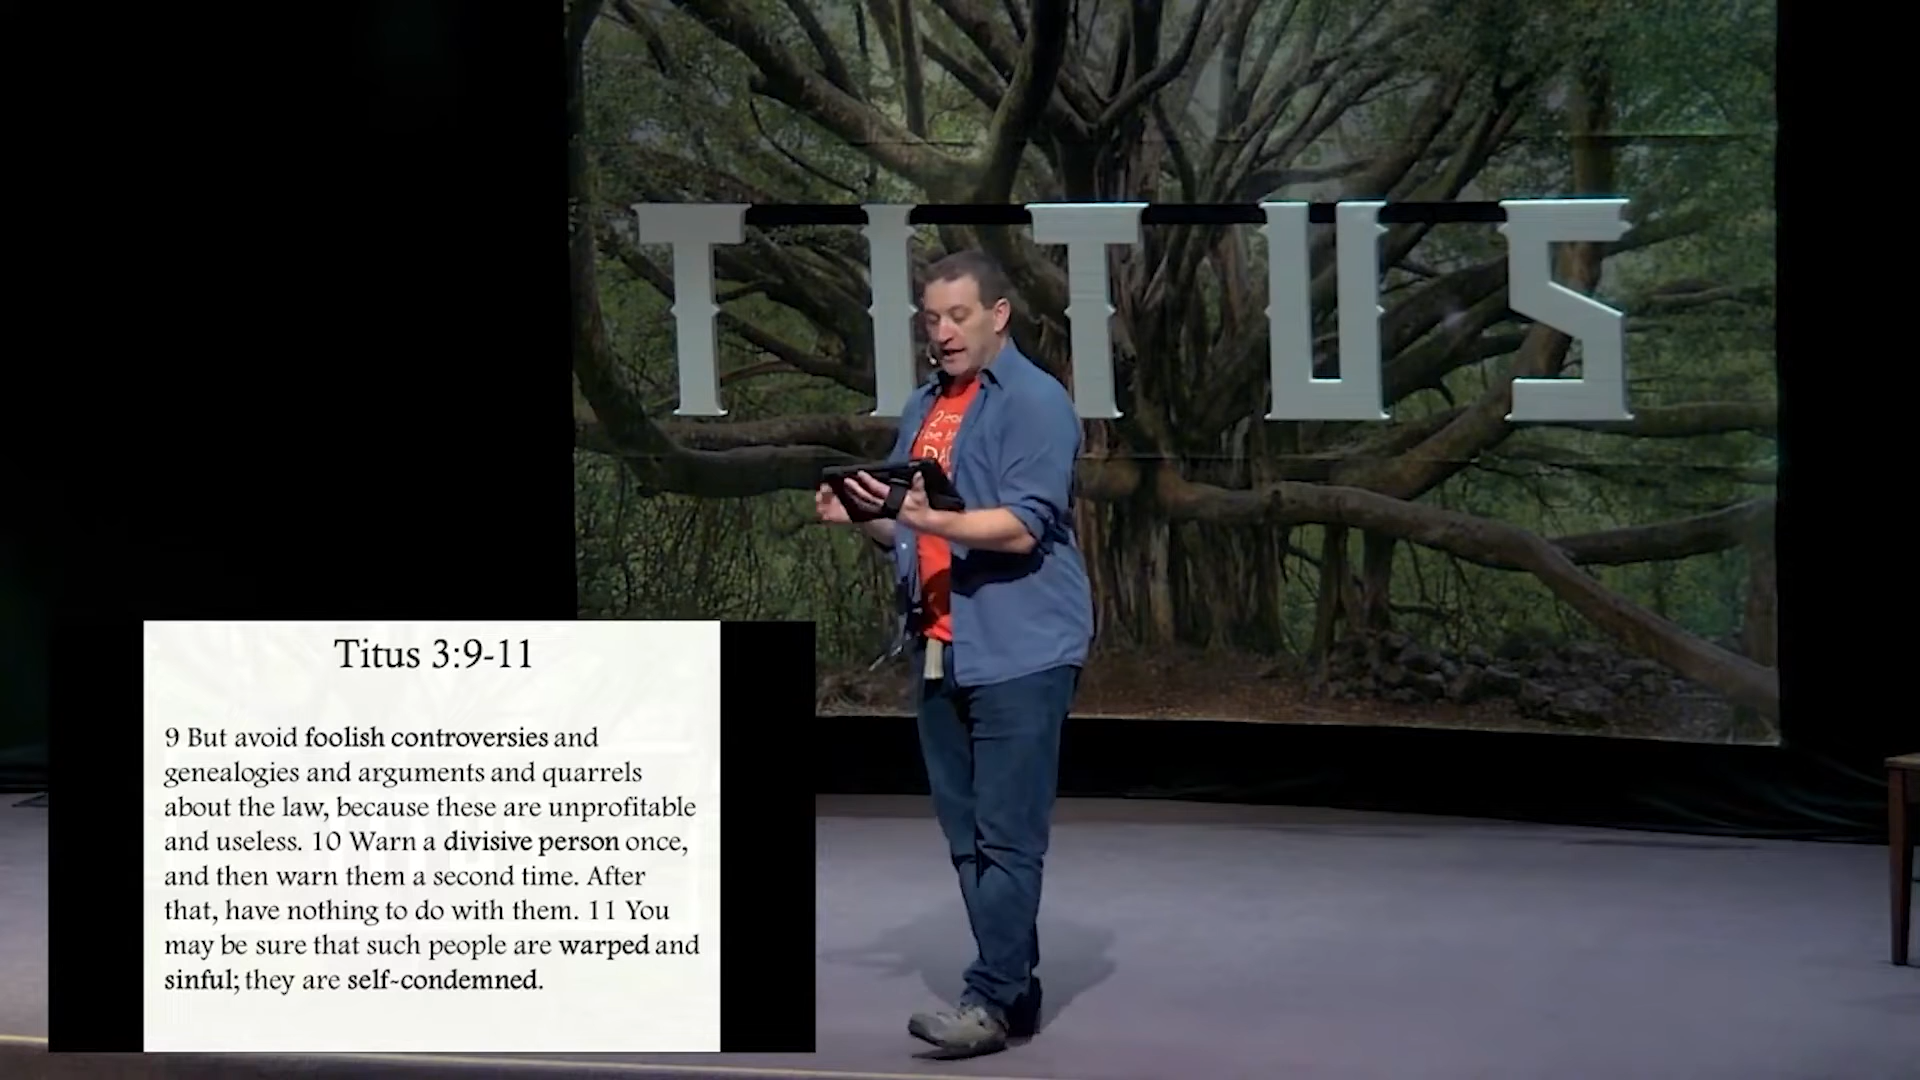 TITUS
2
Titus 3:9-11
9 But avoid foolish controversies and
genealogies and arguments and quarrels
about the law, because these are unprofitable
and useless. 10 Warn a divisive person once,
and then warn them a second time. After
that, have nothing to do with them. 11 You
may be sure that such people are warped and
sinful; they are self-condemned.